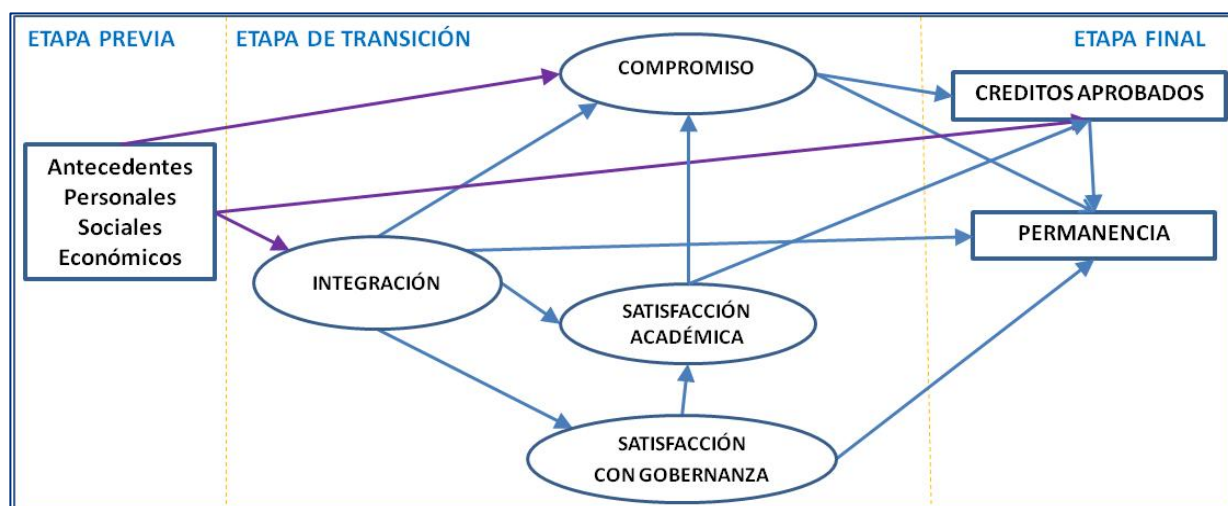 ETAPA PREVIA
ETAPA DE TRANSICIÓN
ETAPA FINAL
COMPROMISO
CREDITOS APROBADOS
Antecedentes
Personales
Sociales
Económicos
PERMANENCIA
INTEGRACIÓN
SATISFACCIÓN
ACADÉMICA
SATISFACCIÓN
CON GOBERNANZA